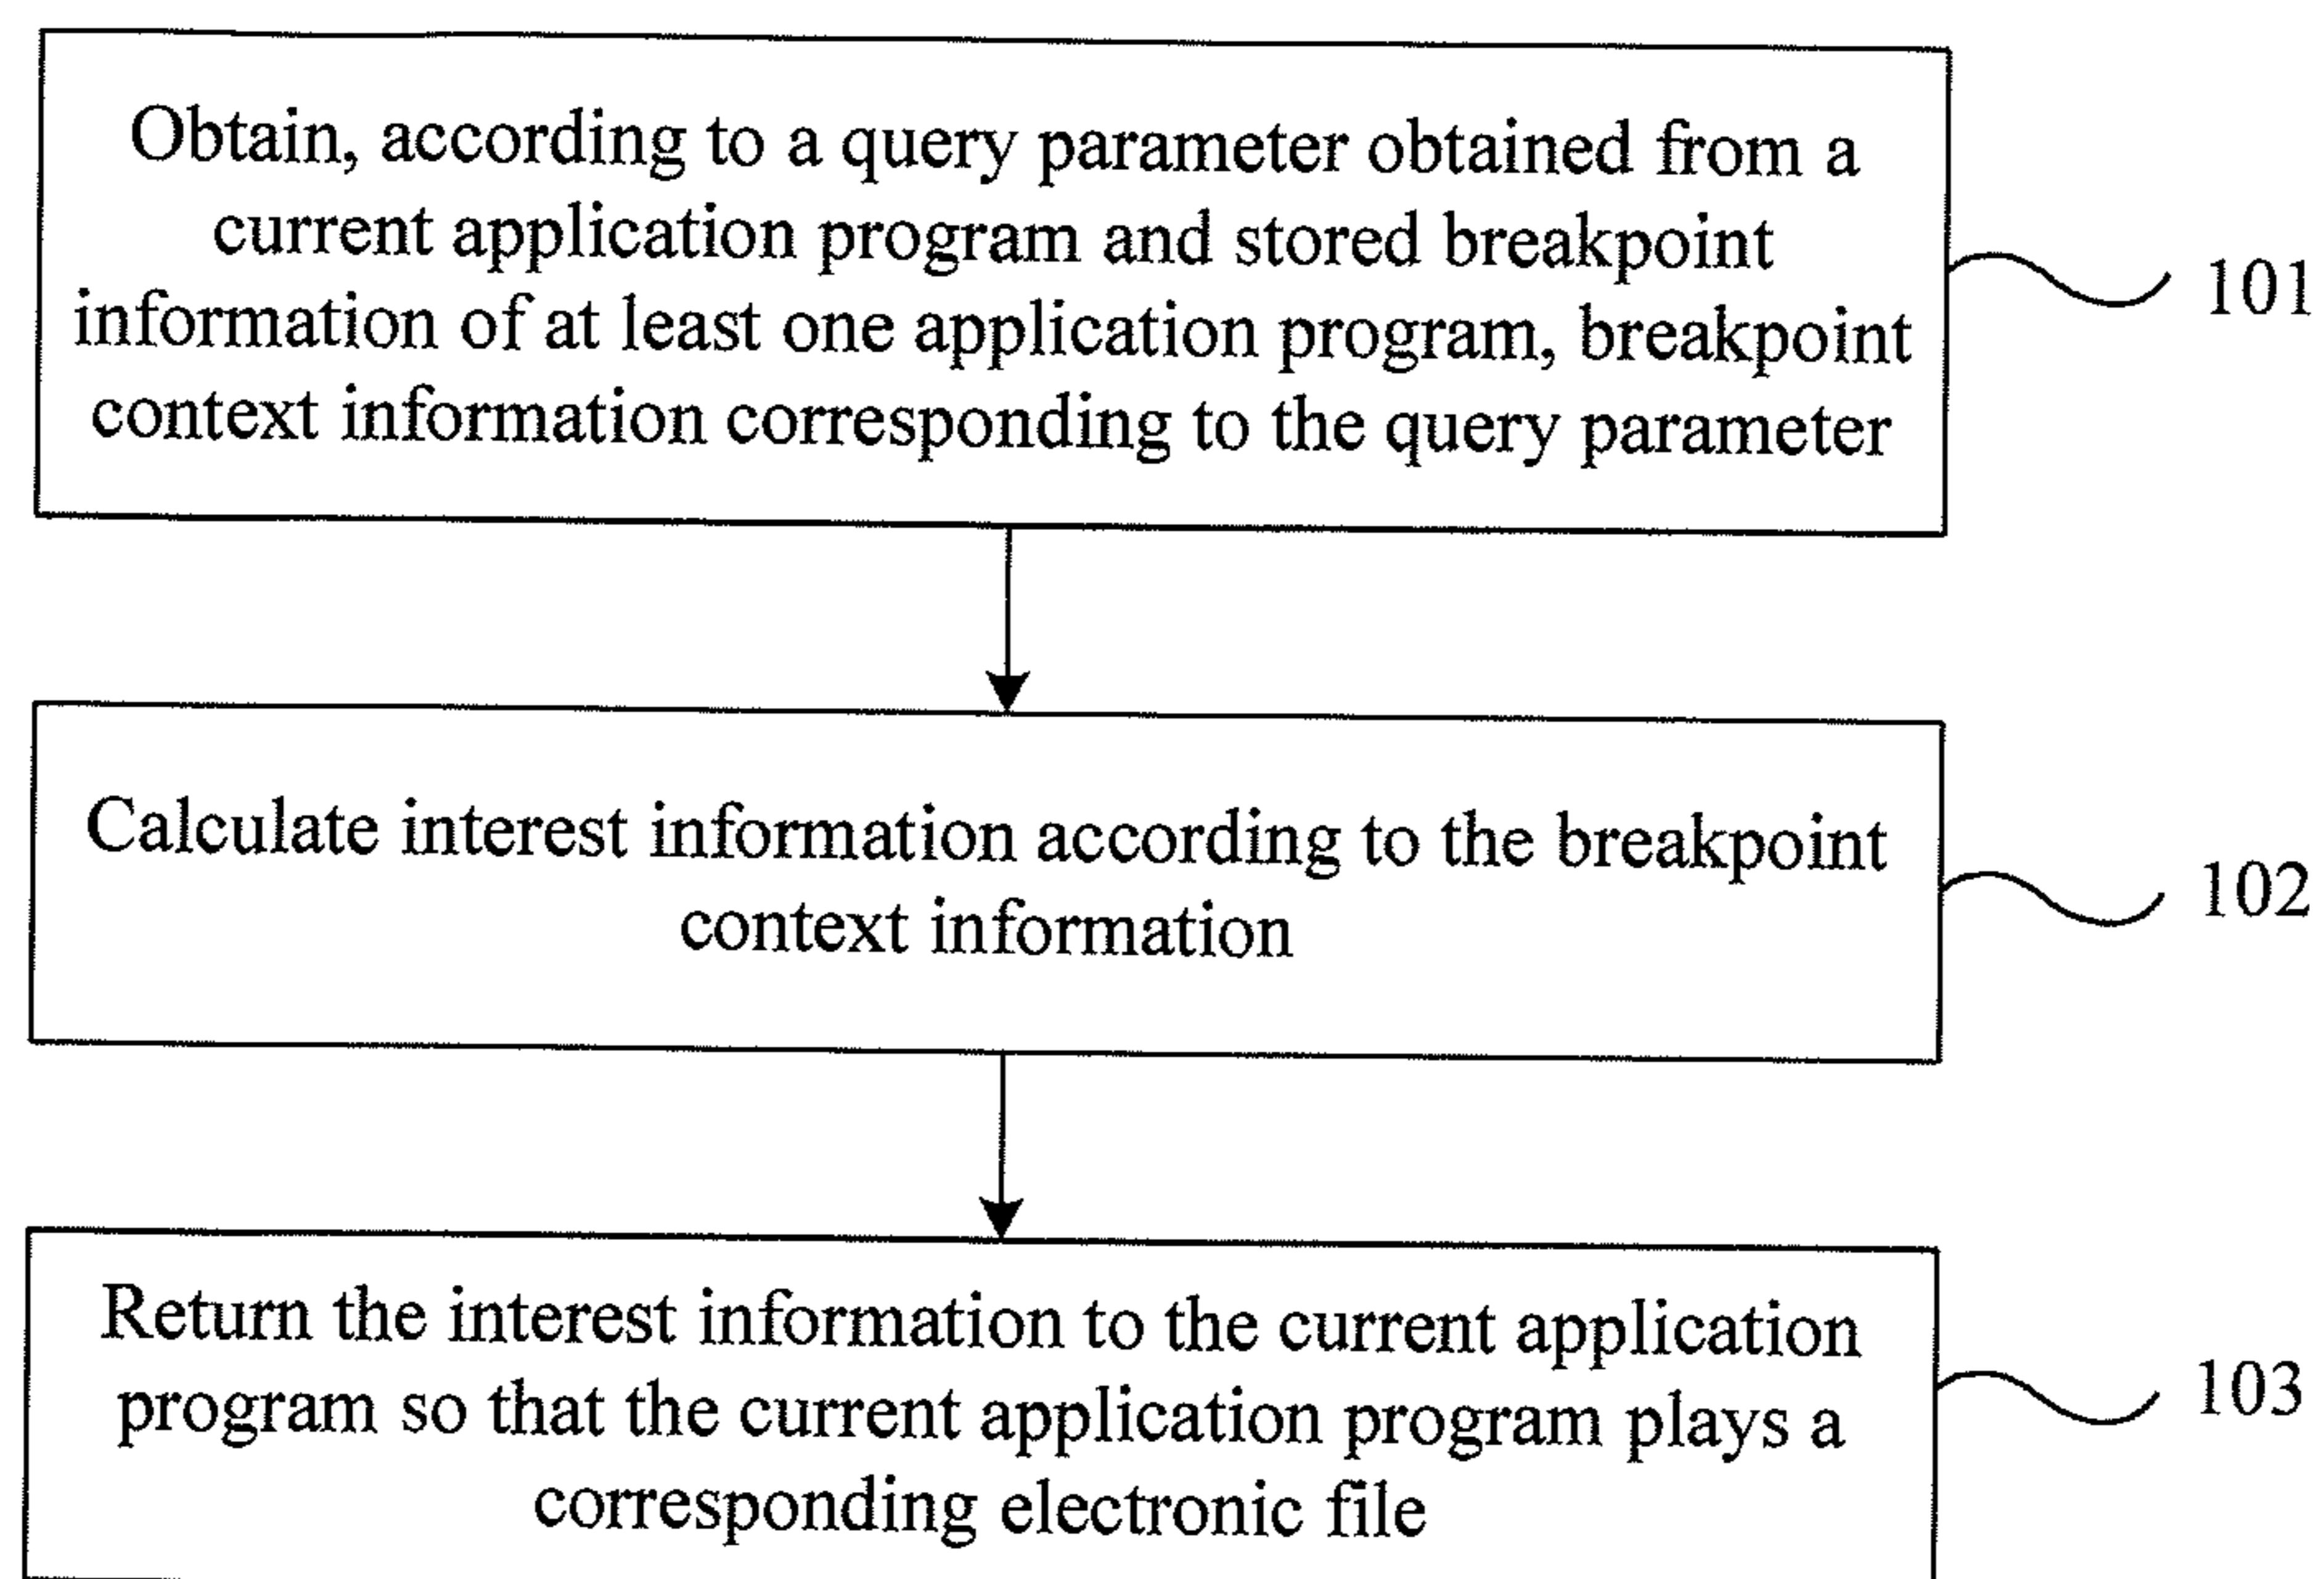 Obtain, according to a query parameter obtained from a
current application program and stored breakpoint
information of at least one application program, breakpoint
context information corresponding to the query parameter
101
Calculate interest information according to the breakpoint
context information
102
Return the interest information to the current application
program so that the current application program plays a
corresponding electronic file
103